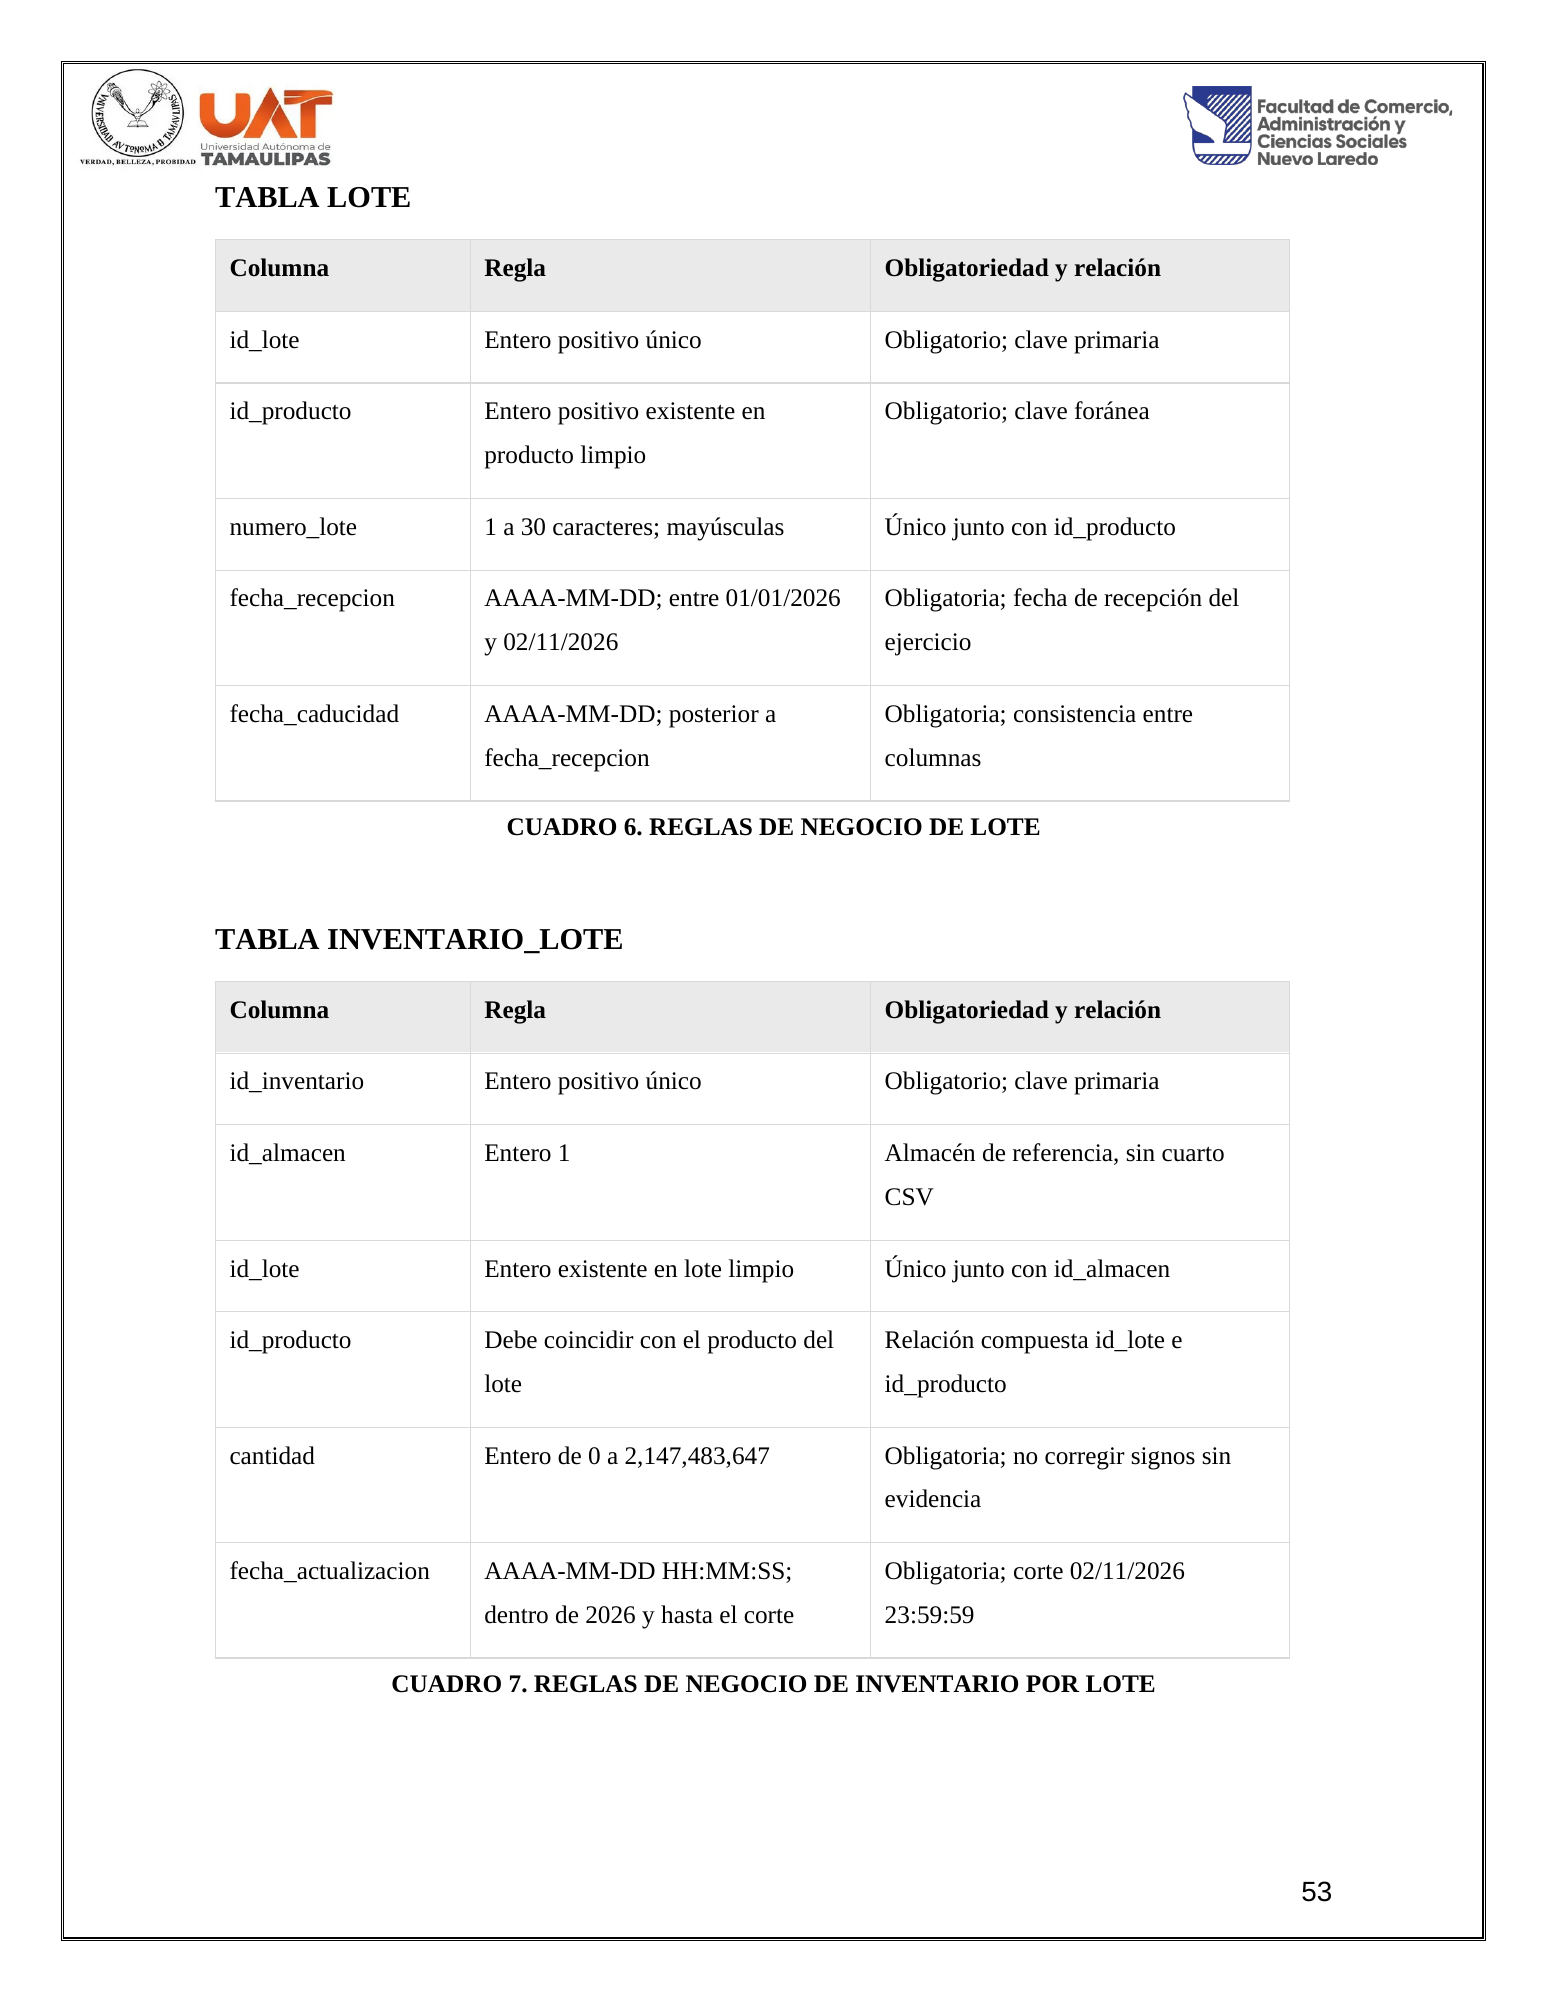 UNIVERSIDAD AVTONOMA D TAMAVLIPAS
VERDAD, BELLEZA, PROBIDAD
UAT
Universidad Autónoma de
TAMAULIPAS
Facultad de Comercio,
Administración y
Ciencias Sociales
Nuevo Laredo
TABLA LOTE
Columna Regla Obligatoriedad y relación
id_lote Entero positivo único Obligatorio; clave primaria
id_producto Entero positivo existente en Obligatorio; clave foránea
producto limpio
numero_lote 1 a 30 caracteres; mayúsculas Único junto con id_producto
fecha_recepcion AAAA-MM-DD; entre 01/01/2026 Obligatoria; fecha de recepción del
y 02/11/2026 ejercicio
fecha_caducidad AAAA-MM-DD; posterior a Obligatoria; consistencia entre
fecha_recepcion columnas
CUADRO 6. REGLAS DE NEGOCIO DE LOTE
TABLA INVENTARIO_LOTE
Columna Regla Obligatoriedad y relación
id_inventario Entero positivo único Obligatorio; clave primaria
id_almacen Entero 1 Almacén de referencia, sin cuarto
CSV
id_lote Entero existente en lote limpio Único junto con id_almacen
id_producto Debe coincidir con el producto del Relación compuesta id_lote e
lote id_producto
cantidad Entero de 0 a 2,147,483,647 Obligatoria; no corregir signos sin
evidencia
fecha_actualizacion AAAA-MM-DD HH:MM:SS; Obligatoria; corte 02/11/2026
dentro de 2026 y hasta el corte 23:59:59
CUADRO 7. REGLAS DE NEGOCIO DE INVENTARIO POR LOTE
53